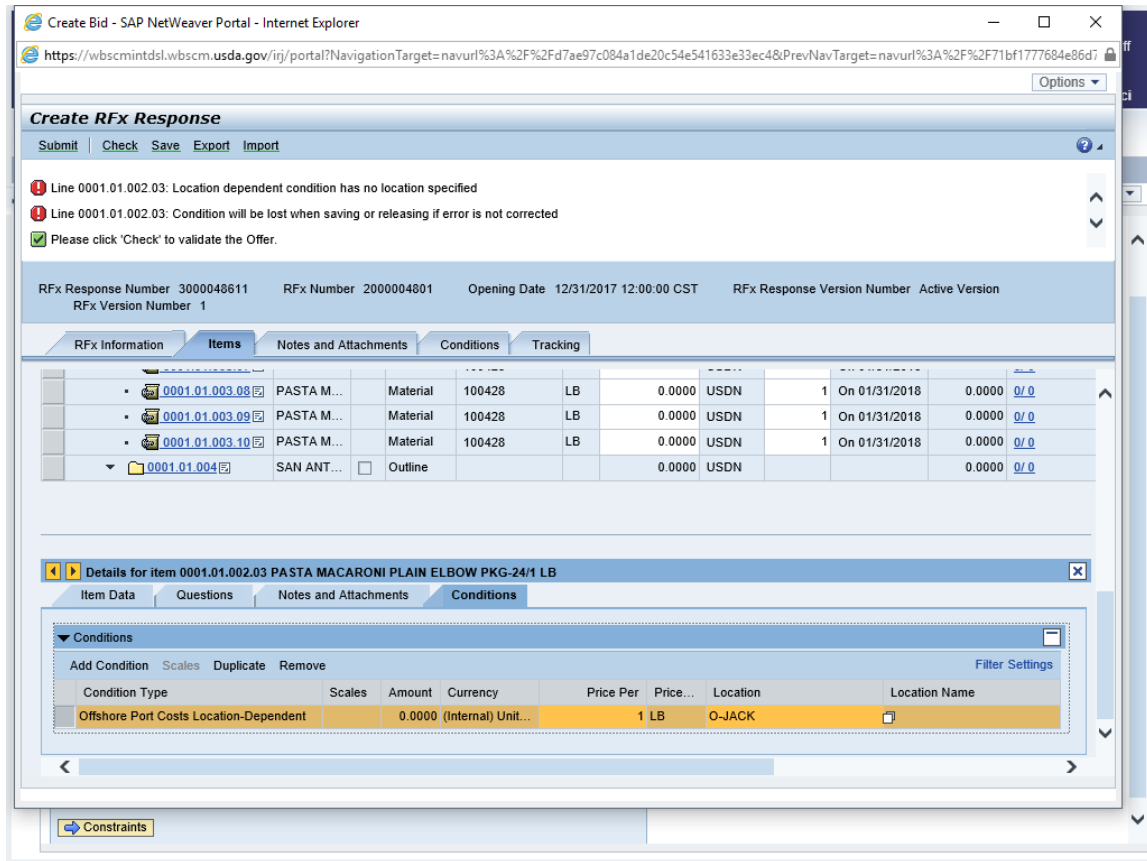 Create Bid - SAP NetWeaver Portal - Internet Explorer
https://wbscmintdsl.wbscm.usda.gov/irj/portal?NavigationTarget=navurl%3A%2F%2Fd7ae97c084a1de20c54e541633e33ec4&PrevNavTarget=navurl%3A%2F%2F71bf1777684e86d7
ff
Options
ci
Create RFx Response
Submit Check Save Export Import
Line 0001.01.002.03: Location dependent condition has no location specified
Line 0001.01.002.03: Condition will be lost when saving or releasing if error is not corrected
Please click 'Check' to validate the Offer.
RFx Response Number 3000048611 RFx Number 2000004801 Opening Date 12/31/2017 12:00:00 CST RFx Response Version Number Active Version
RFx Version Number 1
RFx Information Items Notes and Attachments Conditions Tracking
0001.01.003.08 PASTA M... Material 100428 LB 0.0000 USDN 1 On 01/31/2018 0.0000 0/ 0
0001.01.003.09 PASTA M... Material 100428 LB 0.0000 USDN 1 On 01/31/2018 0.0000 0/ 0
0001.01.003.10 PASTA M... Material 100428 LB 0.0000 USDN 1 On 01/31/2018 0.0000 0/ 0
0001.01.004 SAN ANT... Outline 0.0000 USDN 0.0000 0/ 0
Details for item 0001.01.002.03 PASTA MACARONI PLAIN ELBOW PKG-24/1 LB
Item Data Questions Notes and Attachments Conditions
Conditions
Add Condition Scales Duplicate Remove Filter Settings
Condition Type Scales Amount Currency Price Per Price... Location Location Name
Offshore Port Costs Location-Dependent 0.0000 (Internal) Unit... 1 LB O-JACK
Constraints